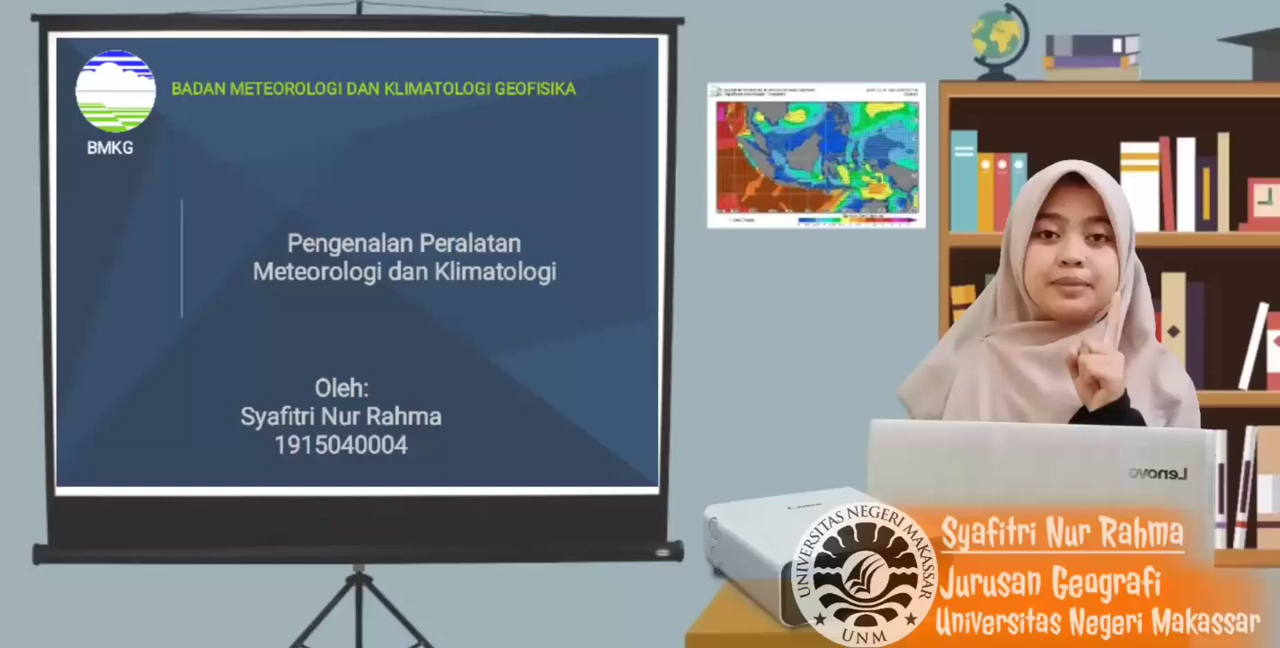 BADAN METEOROLOGI DAN KLIMATOLOGI GEOFISIKA
BMKG
Pengenalan Peralatan
Meteorologi dan Klimatologi
Oleh:
Syafitri Nur Rahma
1915040004
Lenovo
UNIVERSITAS NEGERI MAKASSAR
UNM
Syafitri Nur Rahma
Jurusan Geografi
Universitas Negeri Makassar